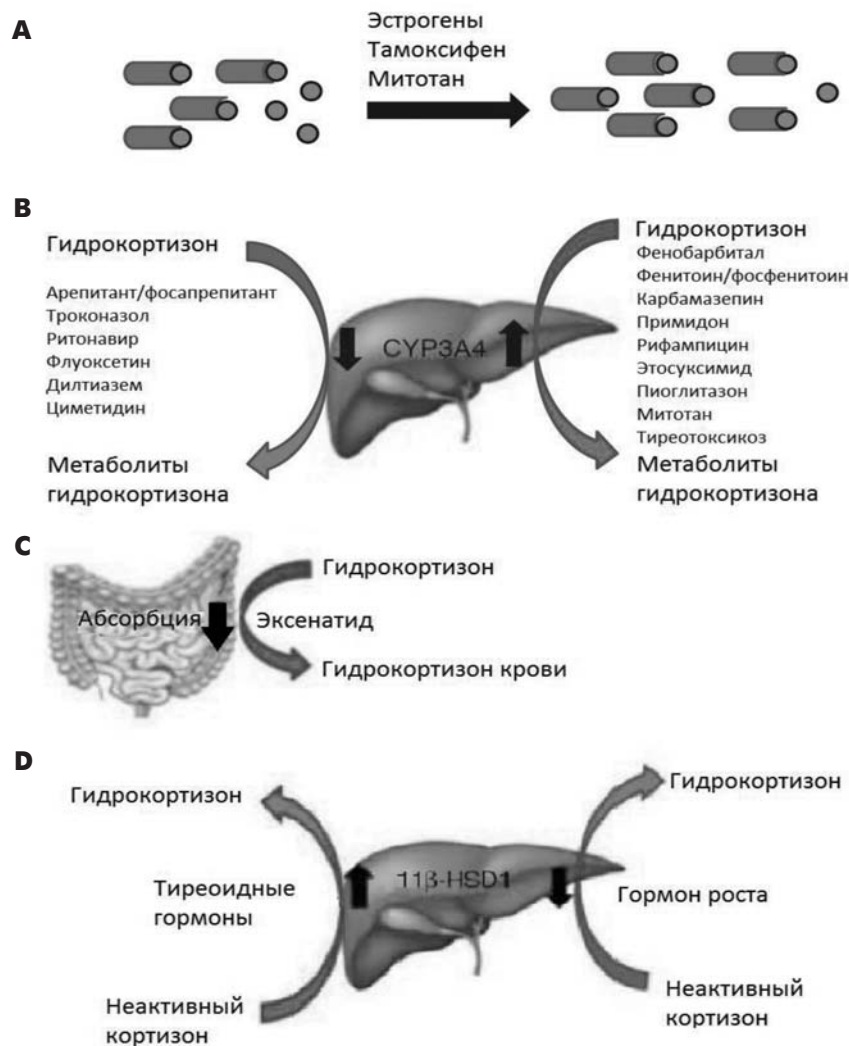 A
Эстрогены
Тамоксифен
Митотан
B
Гидрокортизон
Арепитант/фосапрепитант
Троконазол
Ритонавир
Флуоксетин
Дилтиазем
Циметидин
Метаболиты
гидрокортизона
CYP3A4
Гидрокортизон
Фенобарбитал
Фенитоин/фосфенитоин
Карбамазепин
Примидон
Рифампицин
Этосуксимид
Пиоглитазон
Митотан
Тиреотоксикоз
Метаболиты
гидрокортизона
C
Абсорбция
Гидрокортизон
Эксенатид
Гидрокортизон крови
D
Гидрокортизон
Тиреоидные
гормоны
Неактивный
кортизон
11β-HSD1
Гидрокортизон
Гормон роста
Неактивный
кортизон